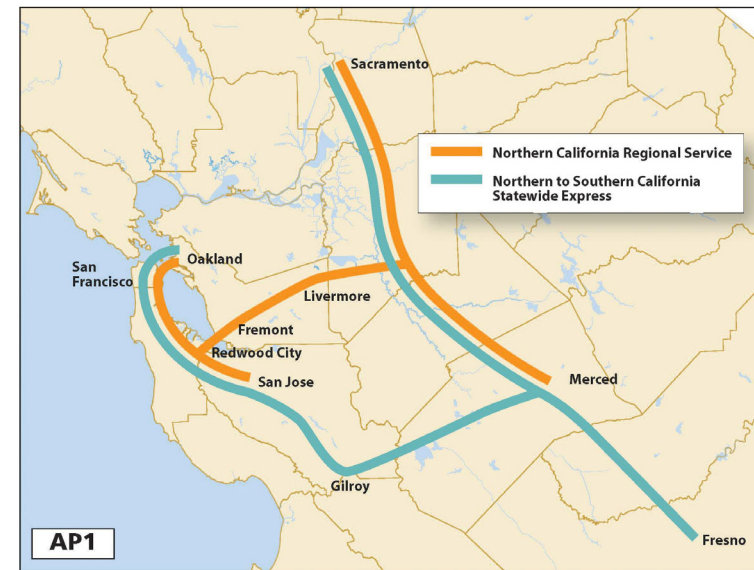 Sacramento
Northern California Regional Service
Northern to Southern California
Statewide Express
Oakland
San
Francisco
Livermore
Fremont
Redwood City
San Jose
Merced
Gilroy
Fresno
AP1